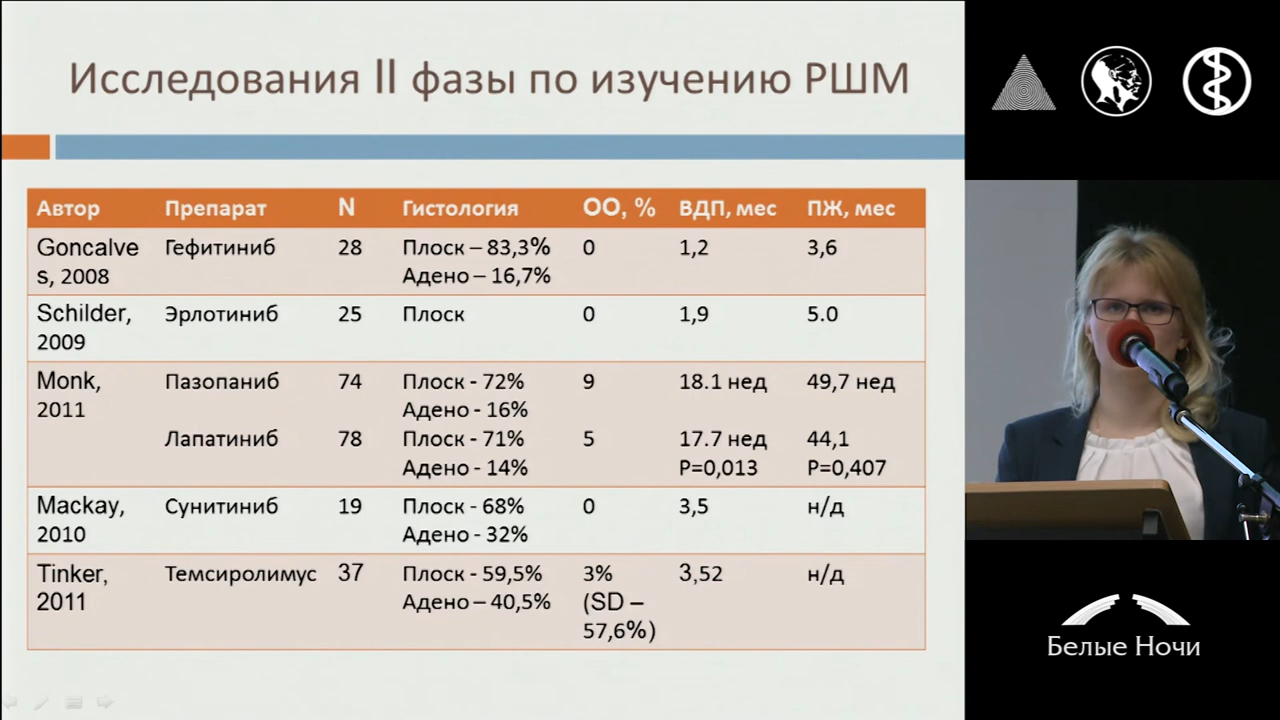 Исследования II фазы по изучению РШМ
Автор Препарат N Гистология ОО, % ВДП, мес ПЖ, мес
Goncalve Гефитиниб 28 Плоск – 83,3% 0 1,2 3,6
s, 2008 Адено – 16,7%
Schilder, Эрлотиниб 25 Плоск 0 1,9 5.0
2009
Monk, Пазопаниб 74 Плоск - 72% 9 18.1 нед 49,7 нед
2011 Адено - 16%
Лапатиниб 78 Плоск - 71% 5 17.7 нед 44,1
Адено - 14% P=0,013 P=0,407
Mackay, Сунитиниб 19 Плоск - 68% 0 3,5 н/д
2010 Адено - 32%
Tinker, Темсиролимус 37 Плоск - 59,5% 3% 3,52 н/д
2011 Адено – 40,5% (SD –
57,6%)
Белые Ночи